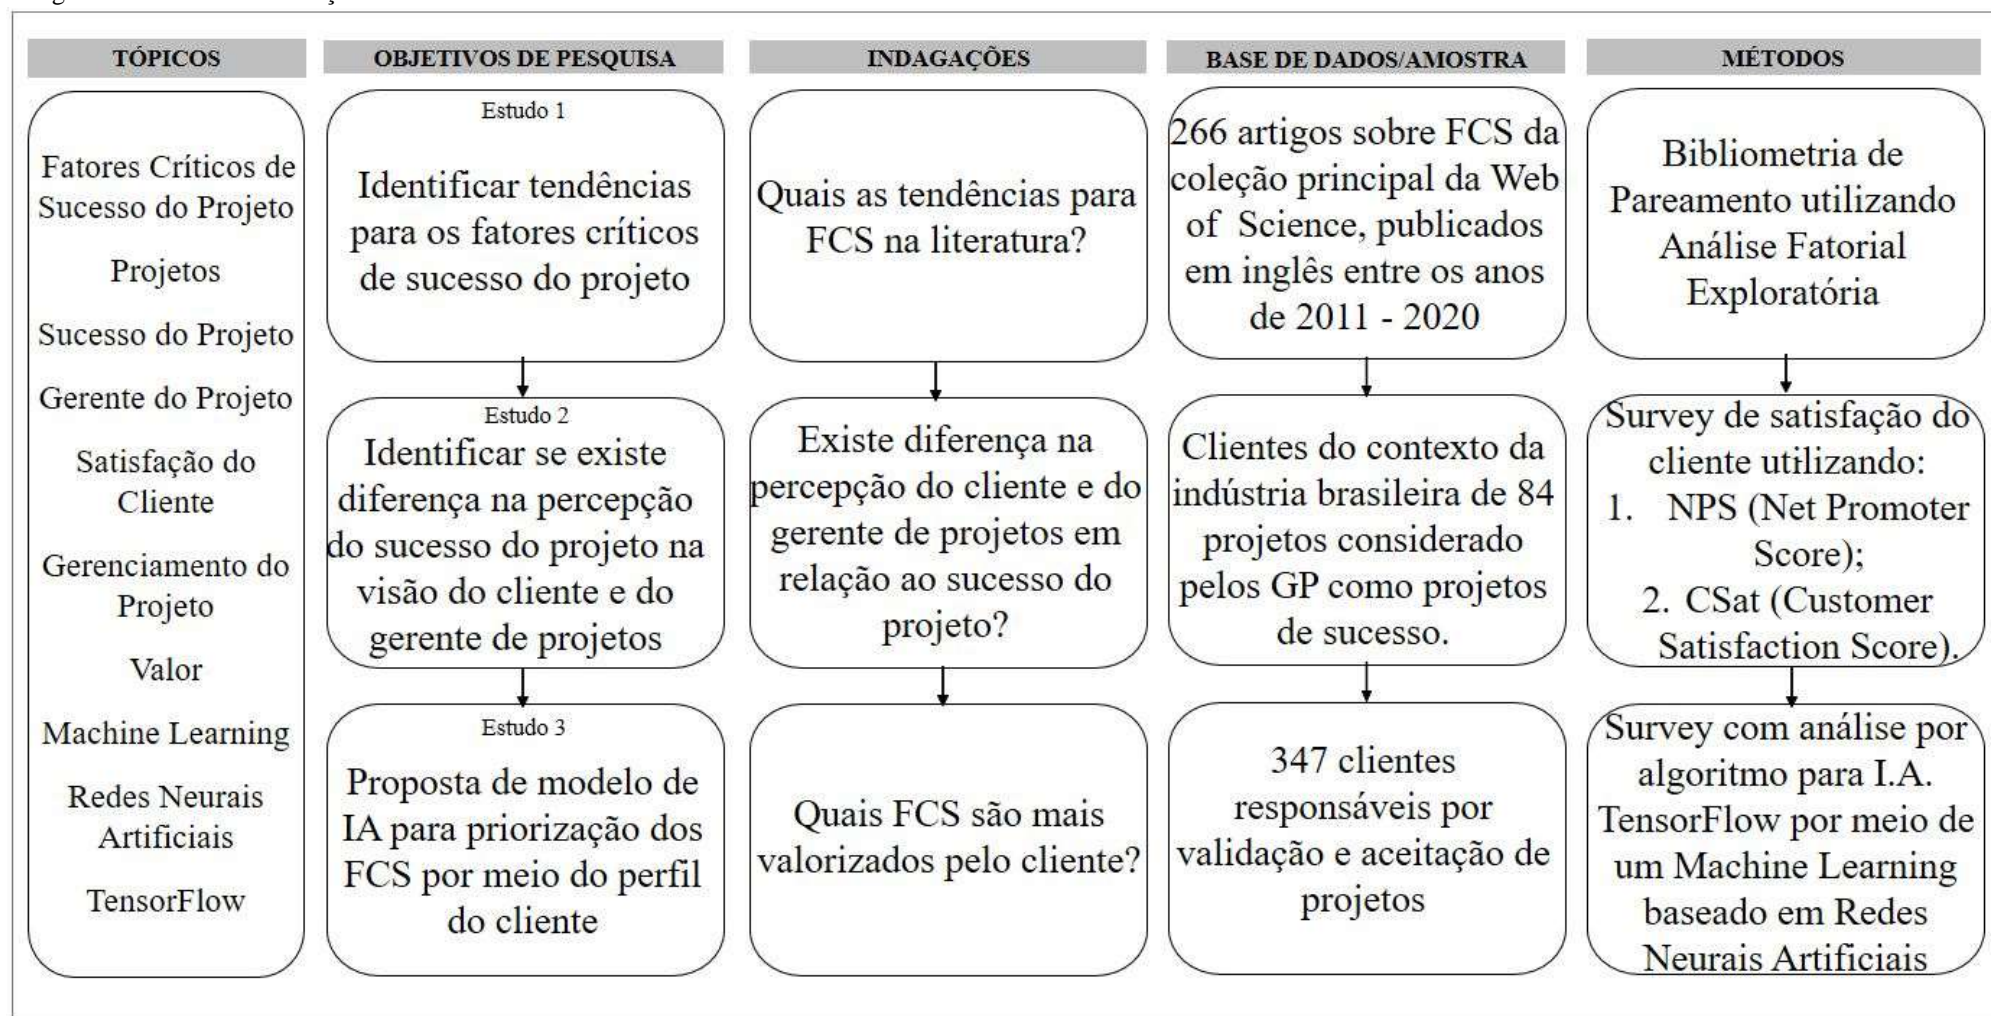 TÓPICOS
Fatores Críticos de
Sucesso do Projeto
Projetos
Sucesso do Projeto
Gerente do Projeto
Satisfação do
Cliente
Gerenciamento do
Projeto
Valor
Machine Learning
Redes Neurais
Artificiais
TensorFlow
OBJETIVOS DE PESQUISA
Estudo 1
Identificar tendências
para os fatores críticos
de sucesso do projeto
Estudo 2
Identificar se existe
diferença na percepção
do sucesso do projeto na
visão do cliente e do
gerente de projetos
Estudo 3
Proposta de modelo de
IA para priorização dos
FCS por meio do perfil
do cliente
INDAGAÇÕES
Quais as tendências para
FCS na literatura?
Existe diferença na
percepção do cliente e do
gerente de projetos em
relação ao sucesso do
projeto?
Quais FCS são mais
valorizados pelo cliente?
BASE DE DADOS/AMOSTRA
266 artigos sobre FCS da
coleção principal da Web
of Science, publicados
em inglês entre os anos
de 2011 - 2020
Clientes do contexto da
indústria brasileira de 84
projetos considerado
pelos GP como projetos
de sucesso.
347 clientes
responsáveis por
validação e aceitação de
projetos
MÉTODOS
Bibliometria de
Pareamento utilizando
Análise Fatorial
Exploratória
Survey de satisfação do
cliente utilizando:
1. NPS (Net Promoter
Score);
2. CSat (Customer
Satisfaction Score).
Survey com análise por
algoritmo para I.A.
TensorFlow por meio de
um Machine Learning
baseado em Redes
Neurais Artificiais